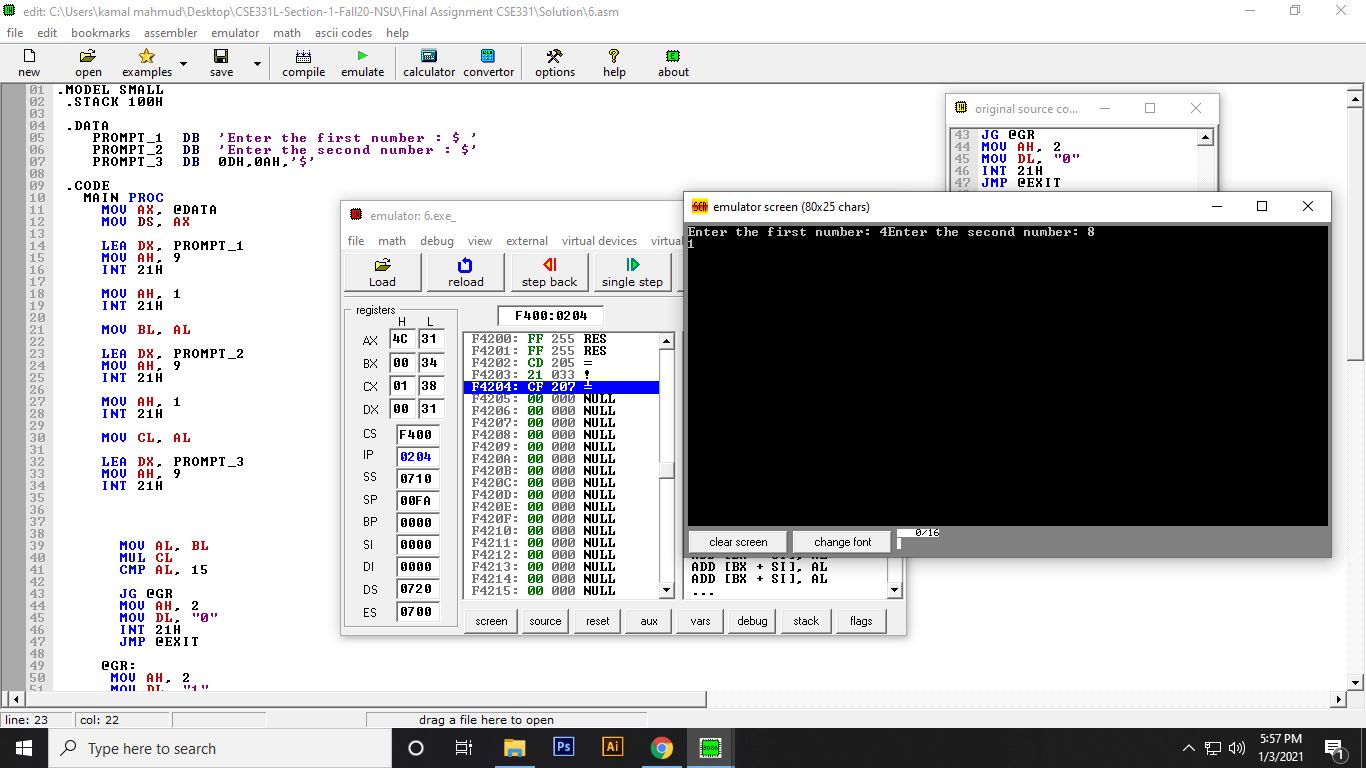 edit: C:\Users\kamal mahmud\Desktop\CSE331L-Section-1-Fall20-NSU\Final Assignment CSE331\Solution\6.asm
file edit bookmarks assembler emulator math ascii codes help
new open examples save compile emulate calculator convertor options help about
01 .MODEL SMALL
02 .STACK 100H
03
04 .DATA
05 PROMPT_1 DB 'Enter the first number : $ '
06 PROMPT_2 DB 'Enter the second number : $'
07 PROMPT_3 DB 0DH,0AH,'$'
08
09 .CODE
10 MAIN PROC
11 MOV AX, @DATA
12 MOV DS, AX
13
14 LEA DX, PROMPT_1
15 MOV AH, 9
16 INT 21H
17
18 MOV AH, 1
19 INT 21H
20
21 MOV BL, AL
22
23 LEA DX, PROMPT_2
24 MOV AH, 9
25 INT 21H
26
27 MOV AH, 1
28 INT 21H
29
30 MOV CL, AL
31
32 LEA DX, PROMPT_3
33 MOV AH, 9
34 INT 21H
35
36
37
38
39 MOV AL, BL
40 MUL CL
41 CMP AL, 15
42
43 JG @GR
44 MOV AH, 2
45 MOV DL, "0"
46 INT 21H
47 JMP @EXIT
48
49 @GR:
50 MOV AH, 2
51 MOV DL, "1"
original source co...
43 JG @GR
44 MOV AH, 2
45 MOV DL, "0"
46 INT 21H
47 JMP @EXIT
emulator: 6.exe_
file math debug view external virtual devices virtual
Load reload step back single step
registers
H L
AX 4C 31
BX 00 34
CX 01 38
DX 00 31
CS F400
IP 0204
SS 0710
SP 00FA
BP 0000
SI 0000
DI 0000
DS 0720
ES 0700
F400:0204
F4200: FF 255 RES
F4201: FF 255 RES
F4202: CD 205 =
F4203: 21 033 !
F4204: CF 207 ╧
F4205: 00 000 NULL
F4206: 00 000 NULL
F4207: 00 000 NULL
F4208: 00 000 NULL
F4209: 00 000 NULL
F420A: 00 000 NULL
F420B: 00 000 NULL
F420C: 00 000 NULL
F420D: 00 000 NULL
F420E: 00 000 NULL
F420F: 00 000 NULL
F4210: 00 000 NULL
F4211: 00 000 NULL
F4212: 00 000 NULL
F4213: 00 000 NULL
F4214: 00 000 NULL
F4215: 00 000 NULL
emulator screen (80x25 chars)
Enter the first number: 4Enter the second number: 8
1
clear screen change font 0/16
ADD [BX + SI], AL
ADD [BX + SI], AL
ADD [BX + SI], AL
...
screen source reset aux vars debug stack flags
line: 23 col: 22 drag a file here to open
Type here to search
Ps
Ai
8086
5:57 PM
1/3/2021
1